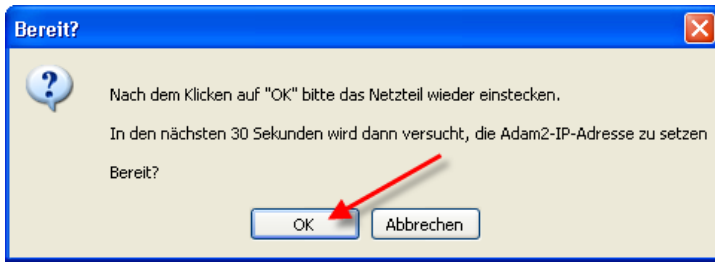 Bereit?
Nach dem Klicken auf "OK" bitte das Netzteil wieder einstecken.
In den nächsten 30 Sekunden wird dann versucht, die Adam2-IP-Adresse zu setzen
Bereit?
OK
Abbrechen